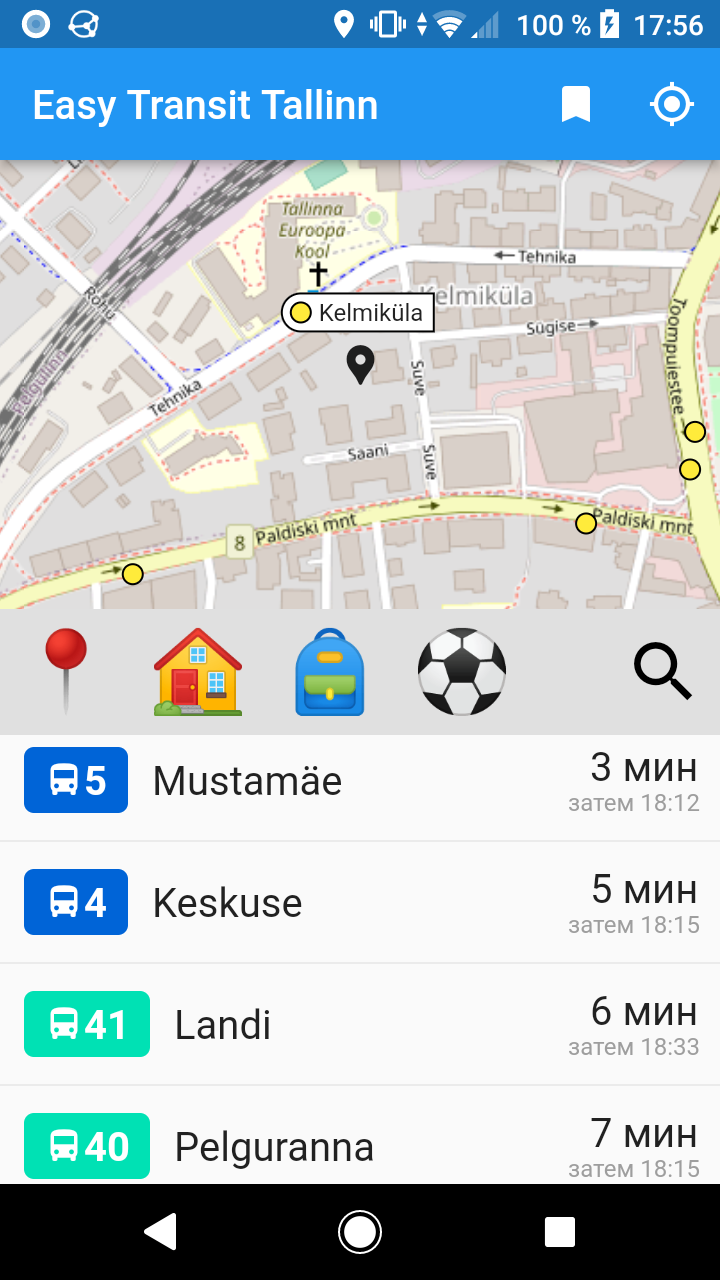 100 % 17:56
Easy Transit Tallinn
Tallinna
Euroopa
Kool
Tehnika
Kelmiküla
Rohu
Kelmiküla
Sügise
Toompuiestee
Pelgulinn
Tehnika
Suve
Saani
Suve
8 Paldiski mnt
Paldiski mnt
5 Mustamäe 3 мин
затем 18:12
4 Keskuse 5 мин
затем 18:15
41 Landi 6 мин
затем 18:33
40 Pelguranna 7 мин
затем 18:15